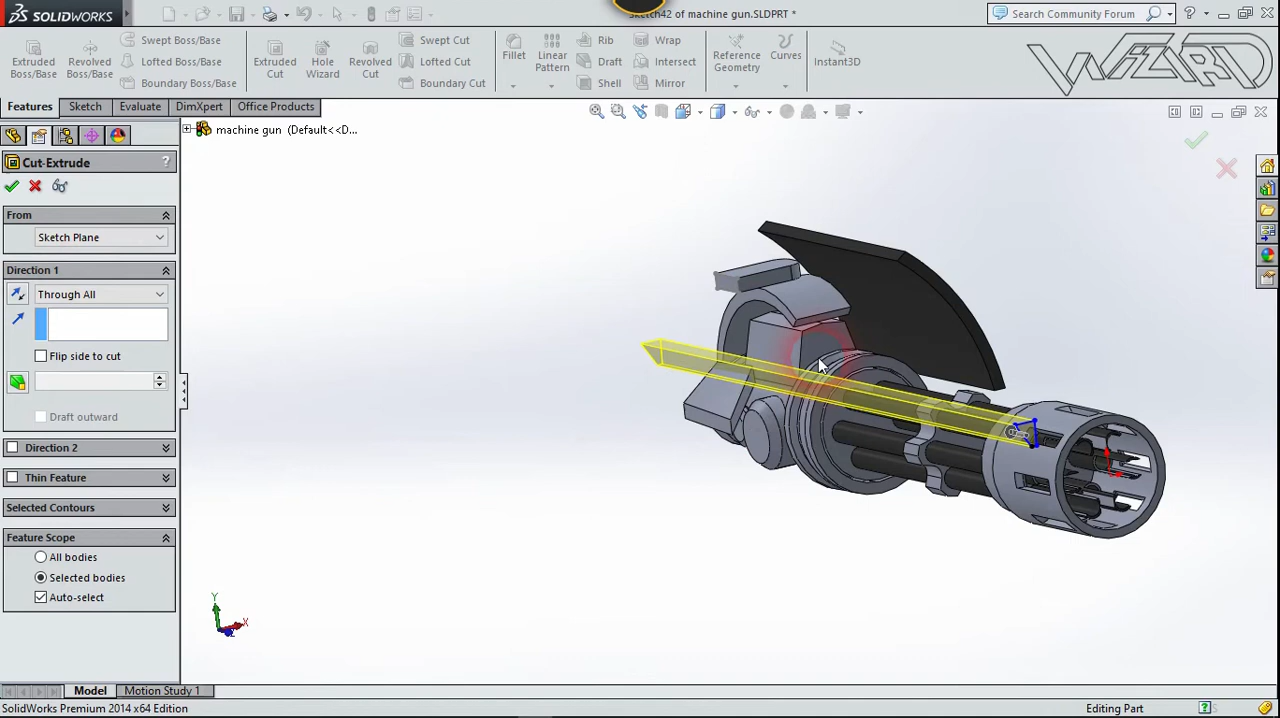 SOLIDWORKS
Sketch42 of machine gun.SLDPRT *
Search Community Forum
?
WIZARD
Extruded Boss/Base
Revolved Boss/Base
Swept Boss/Base
Lofted Boss/Base
Boundary Boss/Base
Extruded Cut
Hole Wizard
Revolved Cut
Swept Cut
Lofted Cut
Boundary Cut
Fillet
Linear Pattern
Rib
Draft
Shell
Wrap
Intersect
Mirror
Reference Geometry
Curves
Instant3D
Features
Sketch
Evaluate
DimXpert
Office Products
machine gun (Default<<D...
Cut-Extrude
?
From
Sketch Plane
Direction 1
Through All
Flip side to cut
Draft outward
Direction 2
Thin Feature
Selected Contours
Feature Scope
All bodies
Selected bodies
Auto-select
Y
X
Z
Model
Motion Study 1
SolidWorks Premium 2014 x64 Edition
Editing Part
?